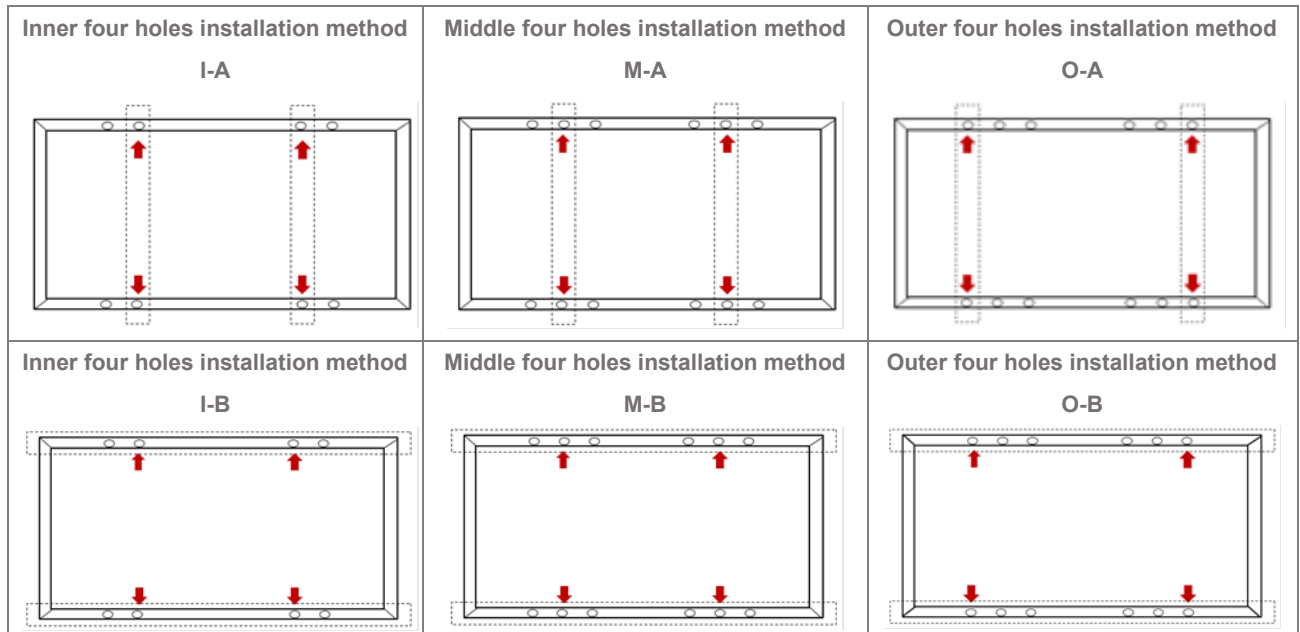 Inner four holes installation method
I-A
Middle four holes installation method
M-A
Outer four holes installation method
O-A
Inner four holes installation method
I-B
Middle four holes installation method
M-B
Outer four holes installation method
O-B